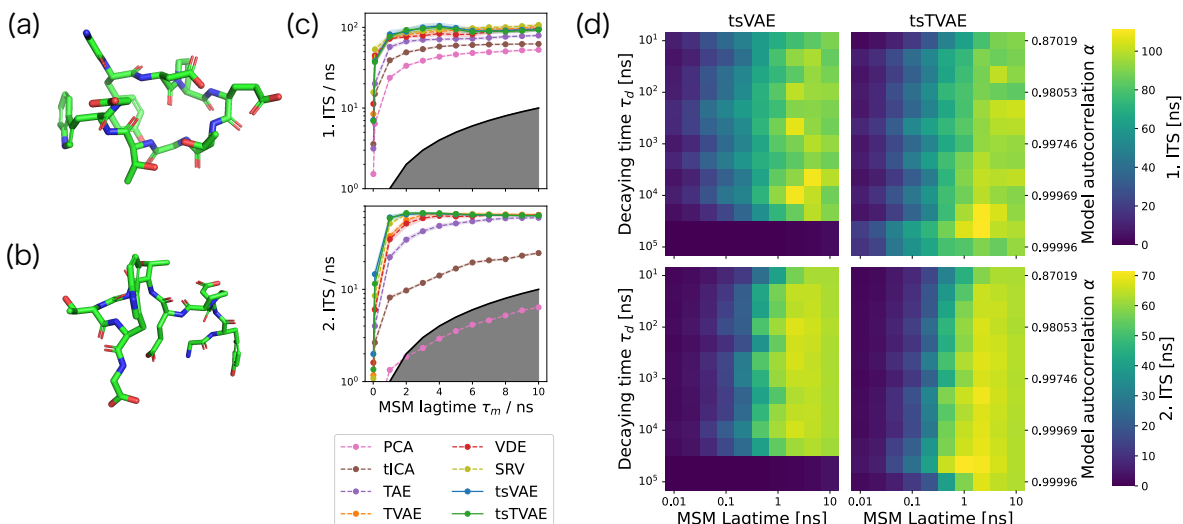 (a)
(b)
(c)
1. ITS / ns
10²
10¹
10⁰
2. ITS / ns
10¹
10⁰
0 2 4 6 8 10
MSM lagtime τₘ / ns
PCA
tICA
TAE
TVAE
VDE
SRV
tsVAE
tsTVAE
(d)
tsVAE
tsTVAE
Decaying time τ_d [ns]
10¹
10²
10³
10⁴
10⁵
0.87019
0.98053
0.99746
0.99969
0.99996
Model autocorrelation α
100
80
60
40
20
0
1. ITS [ns]
Decaying time τ_d [ns]
10¹
10²
10³
10⁴
10⁵
0.87019
0.98053
0.99746
0.99969
0.99996
Model autocorrelation α
70
60
50
40
30
20
10
0
2. ITS [ns]
0.01 0.1 1 10
MSM Lagtime [ns]
0.01 0.1 1 10
MSM Lagtime [ns]